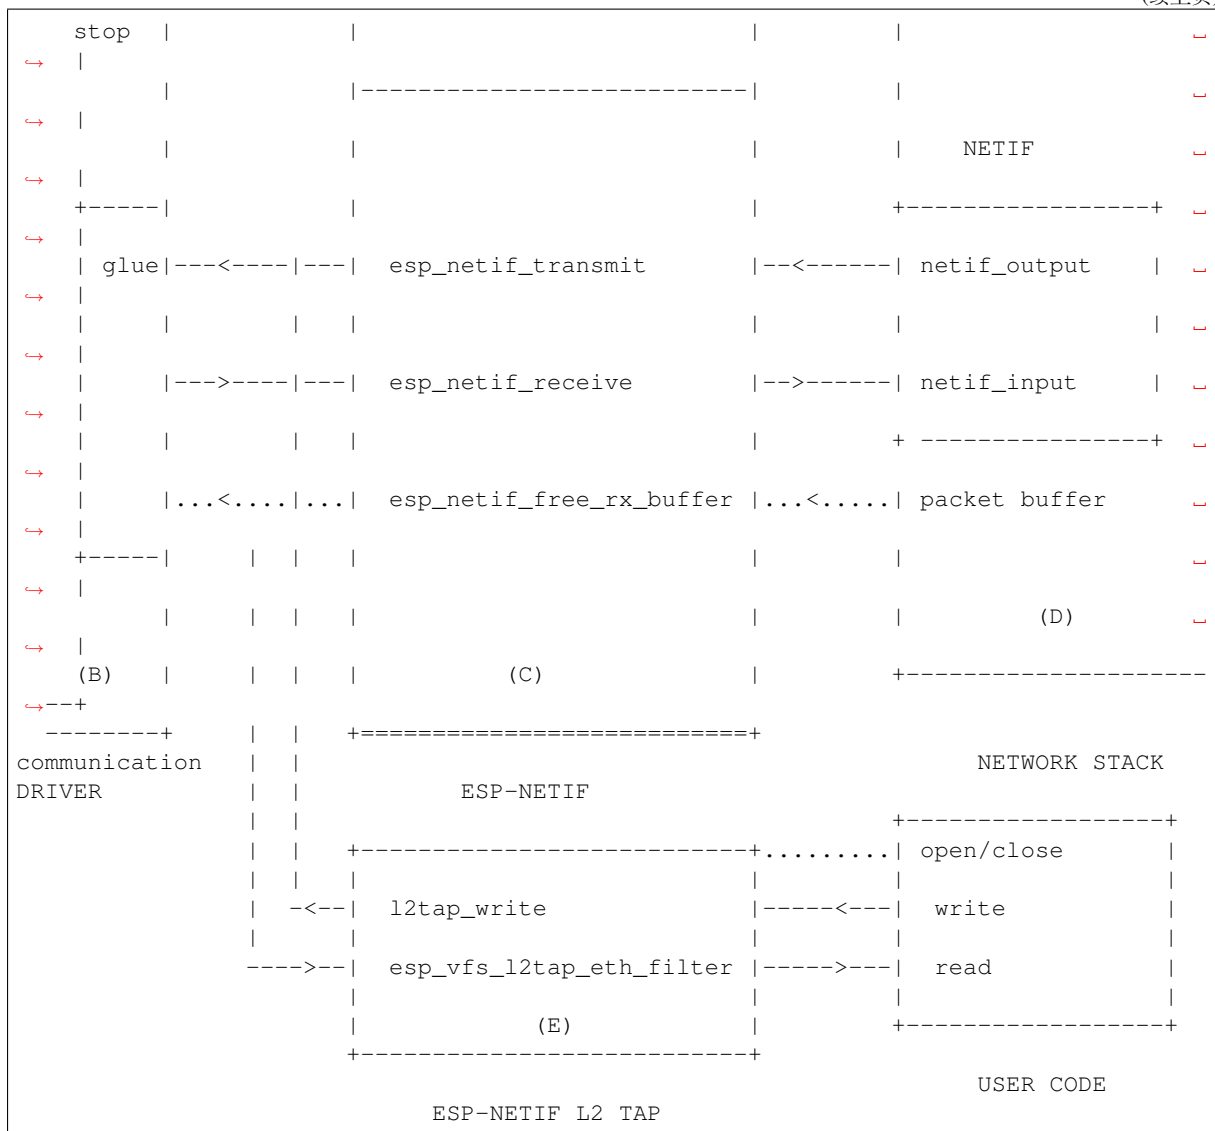 stop  |            |                           |         |                    ␣
↪   |
          |            |---------------------------|         |                    ␣
↪   |
          |            |                           |         |    NETIF           ␣
↪   |
    +-----|            |                           |         +-----------------+  ␣
↪   |
    | glue|---<----|---|  esp_netif_transmit       |--<------| netif_output    |  ␣
↪   |
    |     |        |   |                           |         |                 |  ␣
↪   |
    |     |--->----|---|  esp_netif_receive        |-->------| netif_input     |  ␣
↪   |
    |     |        |   |                           |         + ----------------+  ␣
↪   |
    |     |...<....|...|  esp_netif_free_rx_buffer |...<.....| packet buffer      ␣
↪   |
    +-----|     |  |   |                           |         |                    ␣
↪   |
          |     |  |   |                           |         |         (D)        ␣
↪   |
    (B)   |     |  |   |          (C)              |         +---------------------
↪--+
  --------+     |  |   +===========================+
communication   |  |                                               NETWORK STACK
DRIVER          |  |           ESP-NETIF
                |  |                                         +------------------+
                |  |   +---------------------------+.........| open/close       |
                |  |   |                           |         |                  |
                |  -<--|  l2tap_write              |-----<---|  write           |
                |      |                           |         |                  |
                ---->--|  esp_vfs_l2tap_eth_filter |----->---|  read            |
                       |                           |         |                  |
                       |            (E)            |         +------------------+
                       +---------------------------+
                                                                  USER CODE
                             ESP-NETIF L2 TAP